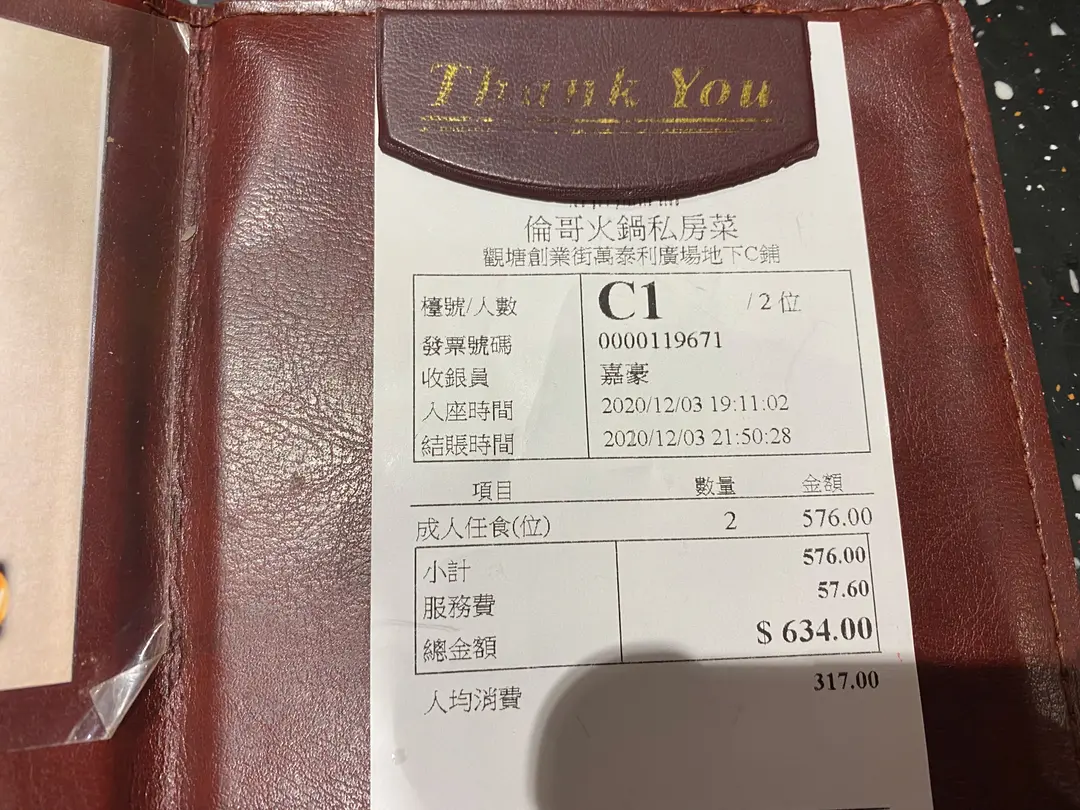 Thank You
倫哥火鍋私房菜
觀塘創業街萬泰利廣場地下C鋪
檯號/人數 C1 / 2 位
發票號碼 0000119671
收銀員 嘉豪
入座時間 2020/12/03 19:11:02
結賬時間 2020/12/03 21:50:28
項目 數量 金額
成人任食(位) 2 576.00
小計 576.00
服務費 57.60
總金額 $ 634.00
人均消費 317.00